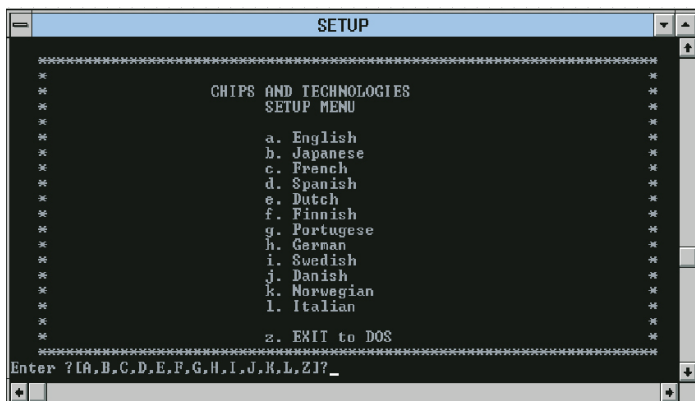 SETUP
*******************************************************************
* *
* CHIPS AND TECHNOLOGIES *
* SETUP MENU *
* *
* a. English *
* b. Japanese *
* c. French *
* d. Spanish *
* e. Dutch *
* f. Finnish *
* g. Portugese *
* h. German *
* i. Swedish *
* j. Danish *
* k. Norwegian *
* l. Italian *
* *
* z. EXIT to DOS *
*******************************************************************
Enter ?[A,B,C,D,E,F,G,H,I,J,K,L,Z]?_